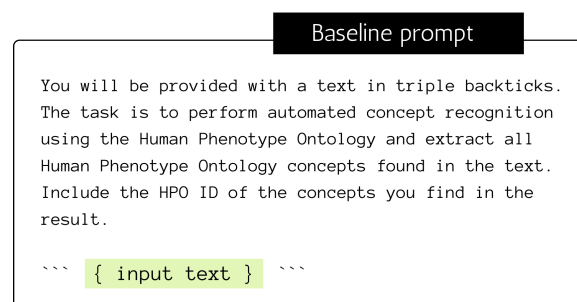 Baseline prompt
You will be provided with a text in triple backticks.
The task is to perform automated concept recognition
using the Human Phenotype Ontology and extract all
Human Phenotype Ontology concepts found in the text.
Include the HPO ID of the concepts you find in the
result.
``` { input text } ```